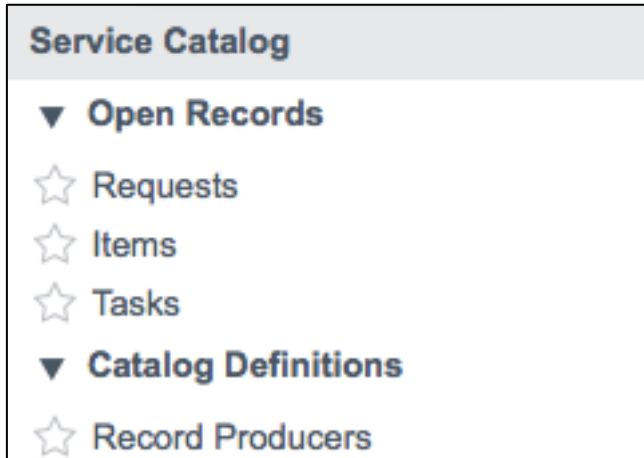 Service Catalog
Open Records
Requests
Items
Tasks
Catalog Definitions
Record Producers